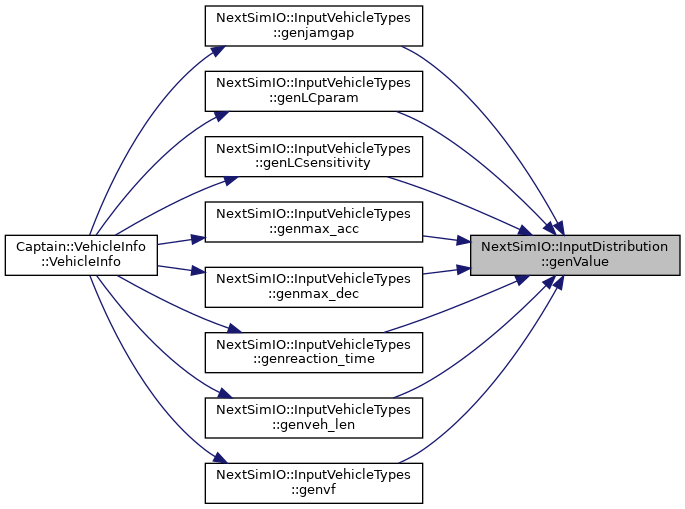 NextSimIO::InputVehicleTypes
::genjamgap
NextSimIO::InputVehicleTypes
::genLCparam
NextSimIO::InputVehicleTypes
::genLCsensitivity
NextSimIO::InputVehicleTypes
::genmax_acc
Captain::VehicleInfo
::VehicleInfo
NextSimIO::InputDistribution
::genValue
NextSimIO::InputVehicleTypes
::genmax_dec
NextSimIO::InputVehicleTypes
::genreaction_time
NextSimIO::InputVehicleTypes
::genveh_len
NextSimIO::InputVehicleTypes
::genvf